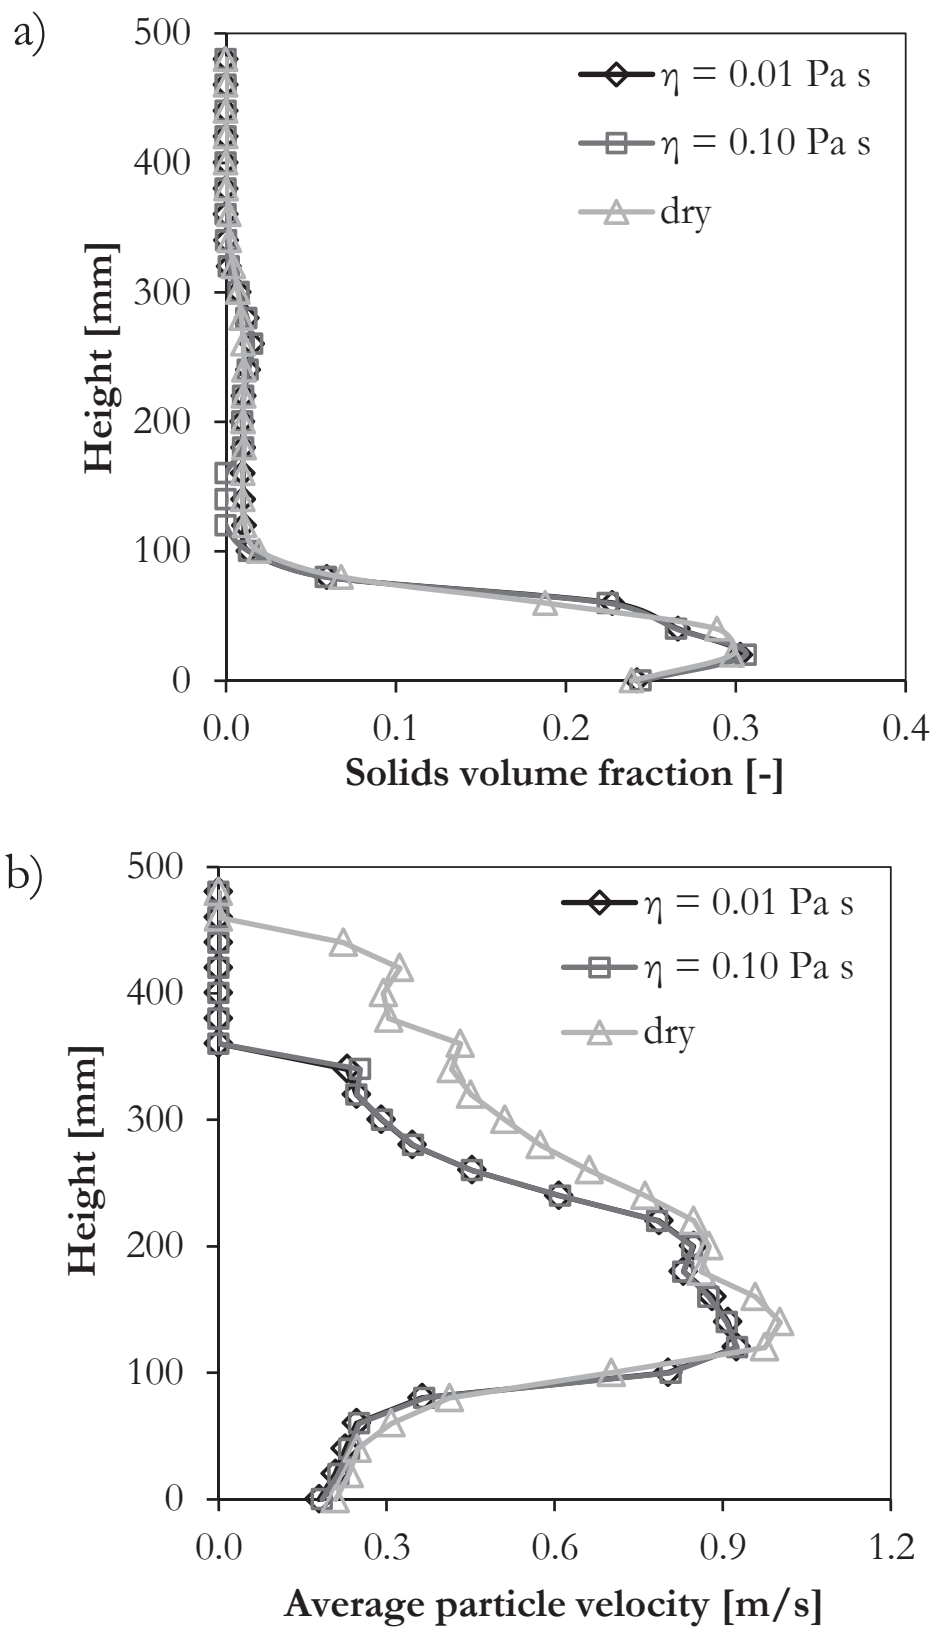 a)
500
400
300
200
100
0
Height [mm]
η = 0.01 Pa s
η = 0.10 Pa s
dry
0.0 0.1 0.2 0.3 0.4
Solids volume fraction [-]
b)
500
400
300
200
100
0
Height [mm]
η = 0.01 Pa s
η = 0.10 Pa s
dry
0.0 0.3 0.6 0.9 1.2
Average particle velocity [m/s]